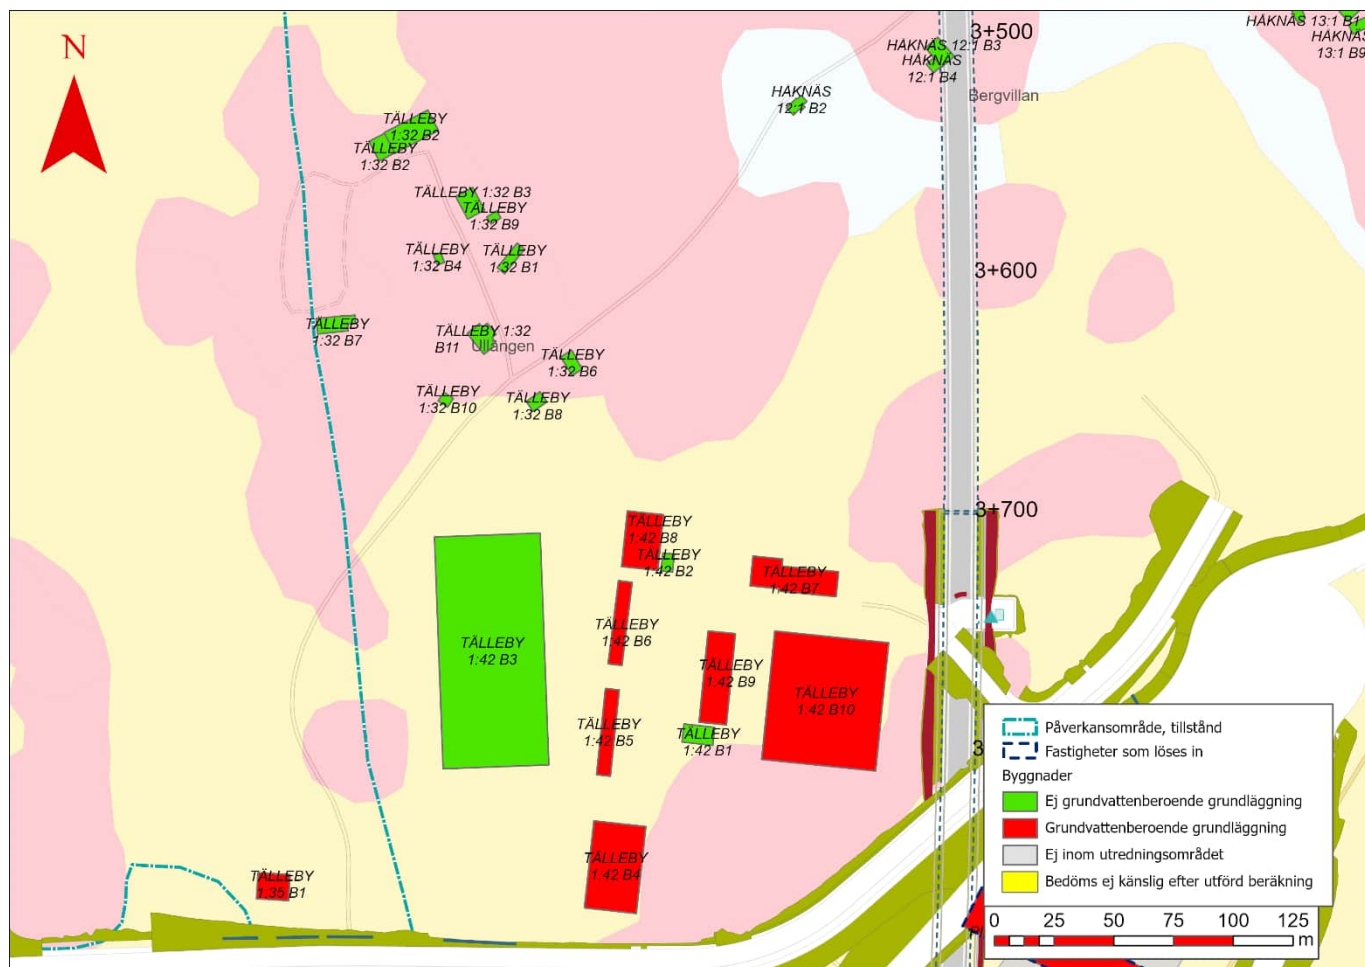 N
3+500
HÅKNÄS 12:1 B3
HÅKNÄS
12:1 B4
Bergvillan
HÅKNÄS 13:1 B1
HÅKNÄS
13:1 B9
HÅKNÄS
12:1 B2
TÄLLEBY
1:32 B2
TÄLLEBY
1:32 B2
TÄLLEBY 1:32 B3
TÄLLEBY
1:32 B9
TÄLLEBY
1:32 B4
TÄLLEBY
1:32 B1
3+600
TÄLLEBY
1:32 B7
TÄLLEBY 1:32
B11
Ullängen
TÄLLEBY
1:32 B6
TÄLLEBY
1:32 B10
TÄLLEBY
1:32 B8
3+700
TÄLLEBY
1:42 B8
TÄLLEBY
1:42 B2
TÄLLEBY
1:42 B7
TÄLLEBY
1:42 B3
TÄLLEBY
1:42 B6
TÄLLEBY
1:42 B9
TÄLLEBY
1:42 B10
TÄLLEBY
1:42 B5
TÄLLEBY
1:42 B1
TÄLLEBY
1:42 B4
TÄLLEBY
1:35 B1
Påverkansområde, tillstånd
Fastigheter som löses in
Byggnader
Ej grundvattenberoende grundläggning
Grundvattenberoende grundläggning
Ej inom utredningsområdet
Bedöms ej känslig efter utförd beräkning
0 25 50 75 100 125
m